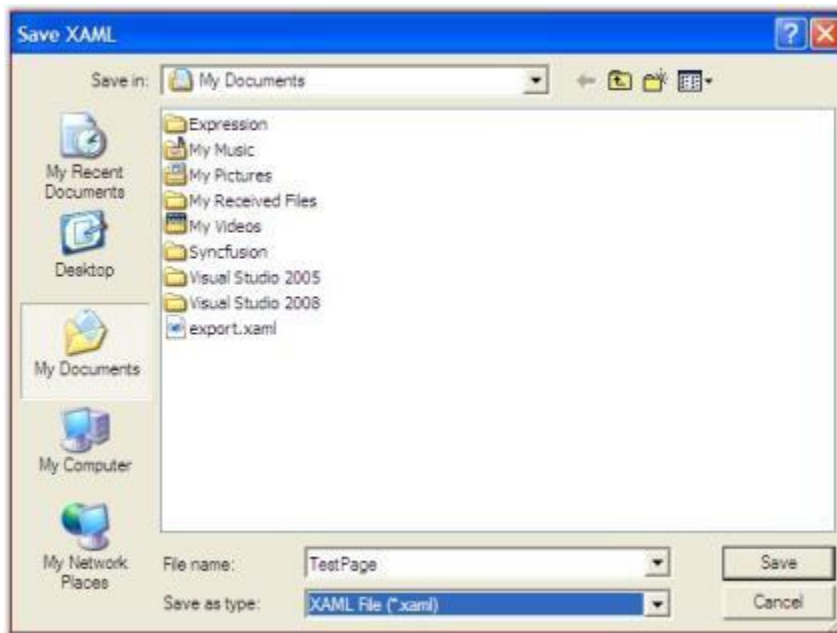 Save XAML
Save in: My Documents
My Recent
Documents
Desktop
My Documents
My Computer
My Network
Places
Expression
My Music
My Pictures
My Received Files
My Videos
Syncfusion
Visual Studio 2005
Visual Studio 2008
export.xaml
File name: TestPage Save
Save as type: XAML File (*.xaml) Cancel